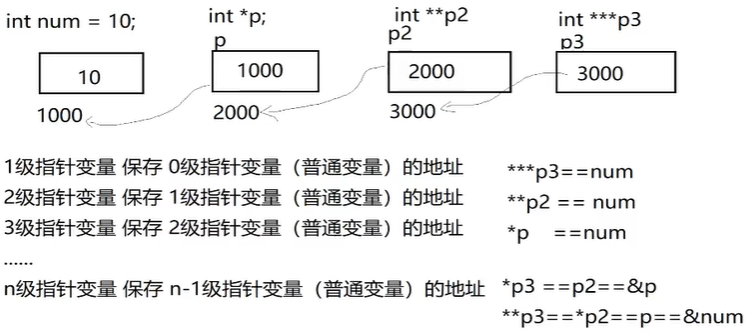 int num = 10;
int *p;
int **p2
int ***p3
p
p2
p3
10
1000
2000
3000
1000
2000
3000
1级指针变量 保存 0级指针变量（普通变量）的地址
***p3==num
2级指针变量 保存 1级指针变量（普通变量）的地址
**p2 == num
3级指针变量 保存 2级指针变量（普通变量）的地址
*p ==num
......
n级指针变量 保存 n-1级指针变量（普通变量）的地址
*p3 ==p2==&p
**p3==*p2==p==&num